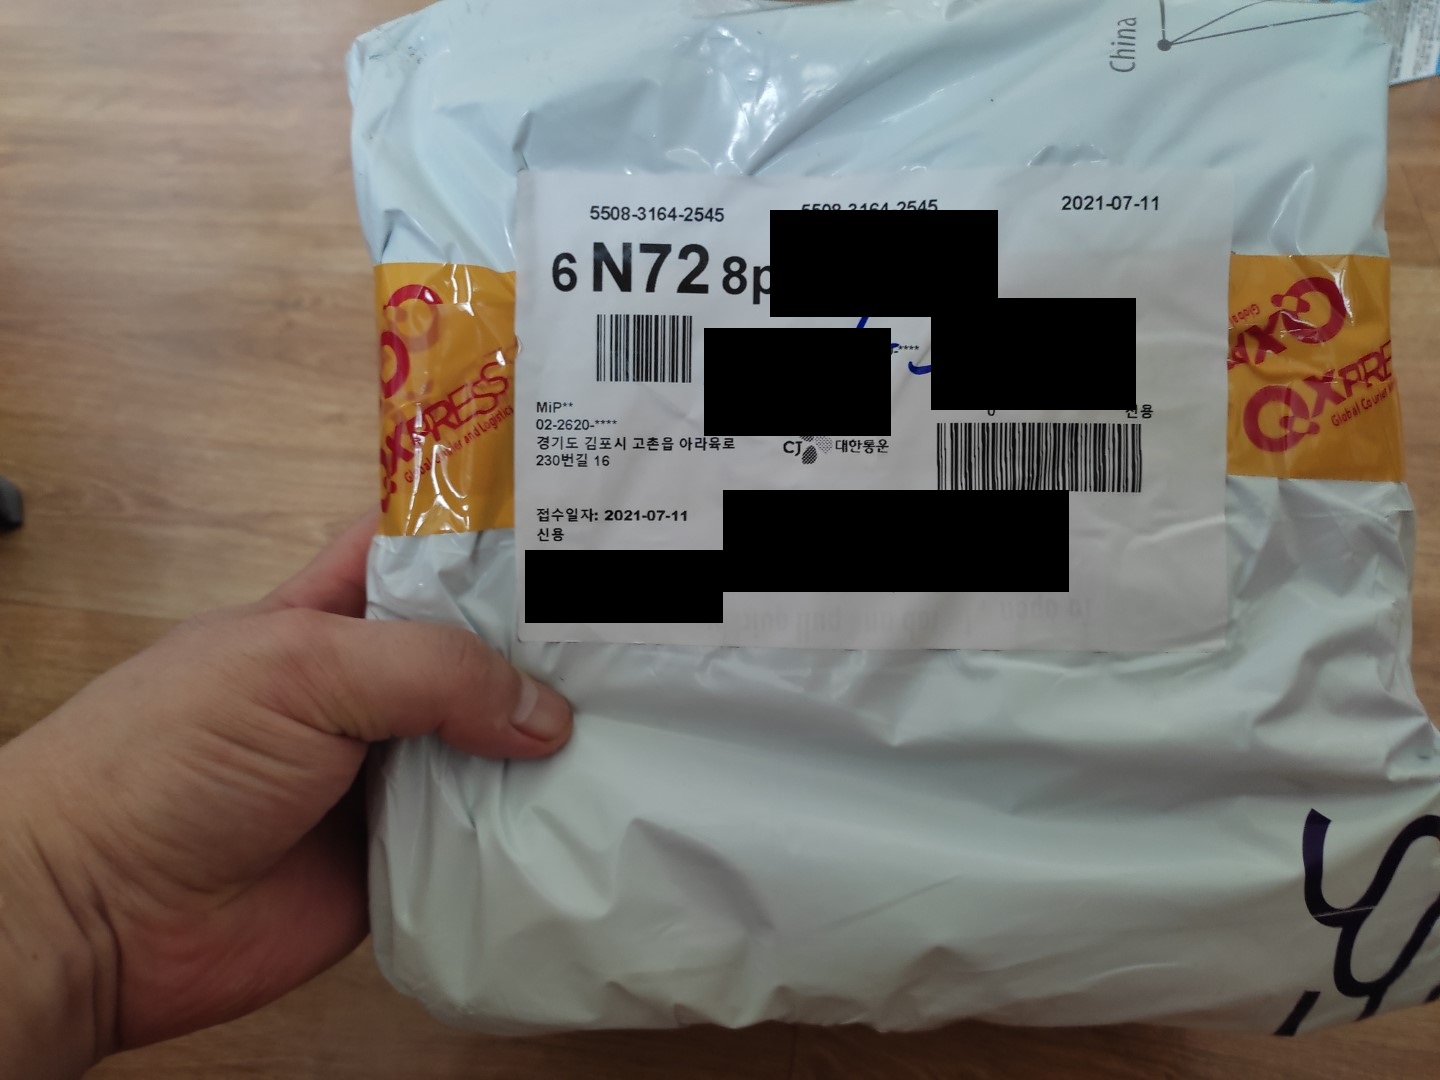 China
5508-3164-2545
5508-3164-2545
2021-07-11
6 N72 8p
MiP**
02-2620-****
경기도 김포시 고촌읍 아라육로
230번길 16
CJ 대한통운
신용
접수일자: 2021-07-11
신용
QXPRESS
Global Courier and Logistics
QXPRESS
Global Courier